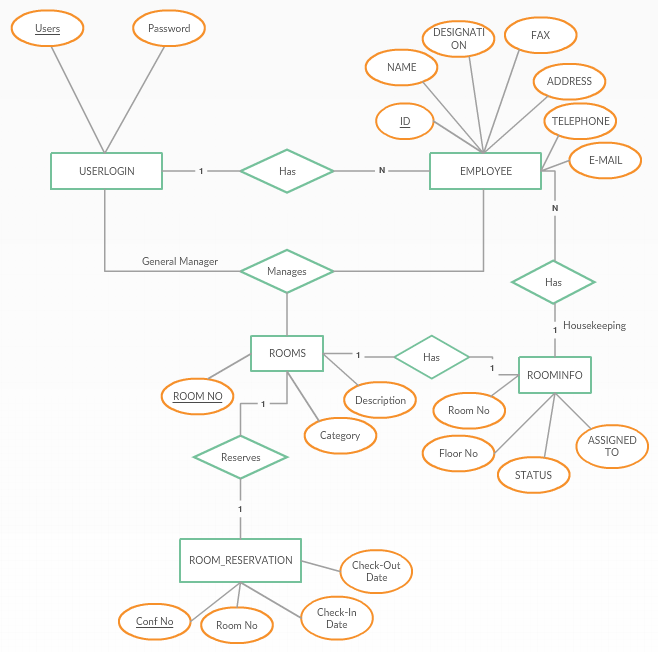 Users
Password
DESIGNATI
ON
FAX
NAME
ADDRESS
ID
TELEPHONE
E-MAIL
USERLOGIN
1
Has
N
EMPLOYEE
N
General Manager
Manages
Has
1
Housekeeping
ROOMS
1
Has
1
ROOMINFO
ROOM NO
Description
1
Category
Room No
Floor No
ASSIGNED
TO
STATUS
Reserves
1
ROOM_RESERVATION
Check-Out
Date
Conf No
Room No
Check-In
Date